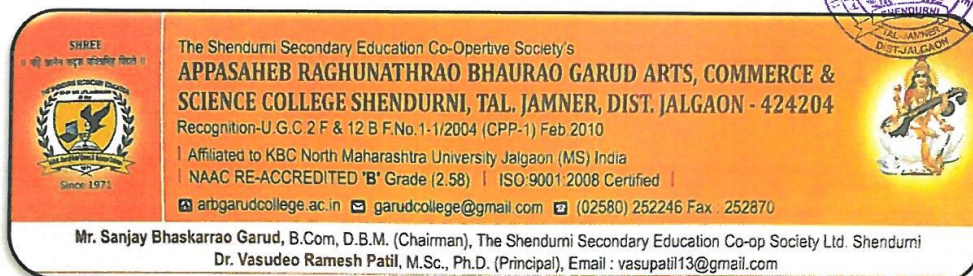 SHENDURNI
TAL-JAMNER
DIST-JALGAON
SHREE
॥ नहि ज्ञानेन सदृशं पवित्रमिह विद्यते ॥
Since 1971
The Shendurni Secondary Education Co-Opertive Society's
APPASAHEB RAGHUNATHRAO BHAURAO GARUD ARTS, COMMERCE &
SCIENCE COLLEGE SHENDURNI, TAL. JAMNER, DIST. JALGAON - 424204
Recognition-U.G.C.2 F & 12 B F.No.1-1/2004 (CPP-1) Feb 2010
| Affiliated to KBC North Maharashtra University Jalgaon (MS) India
| NAAC RE-ACCREDITED 'B' Grade (2.58) | ISO:9001:2008 Certified |
arbgarudcollege.ac.in garudcollege@gmail.com (02580) 252246 Fax : 252870
Mr. Sanjay Bhaskarrao Garud, B.Com, D.B.M. (Chairman), The Shendurni Secondary Education Co-op Society Ltd. Shendurni
Dr. Vasudeo Ramesh Patil, M.Sc., Ph.D. (Principal), Email : vasupatil13@gmail.com